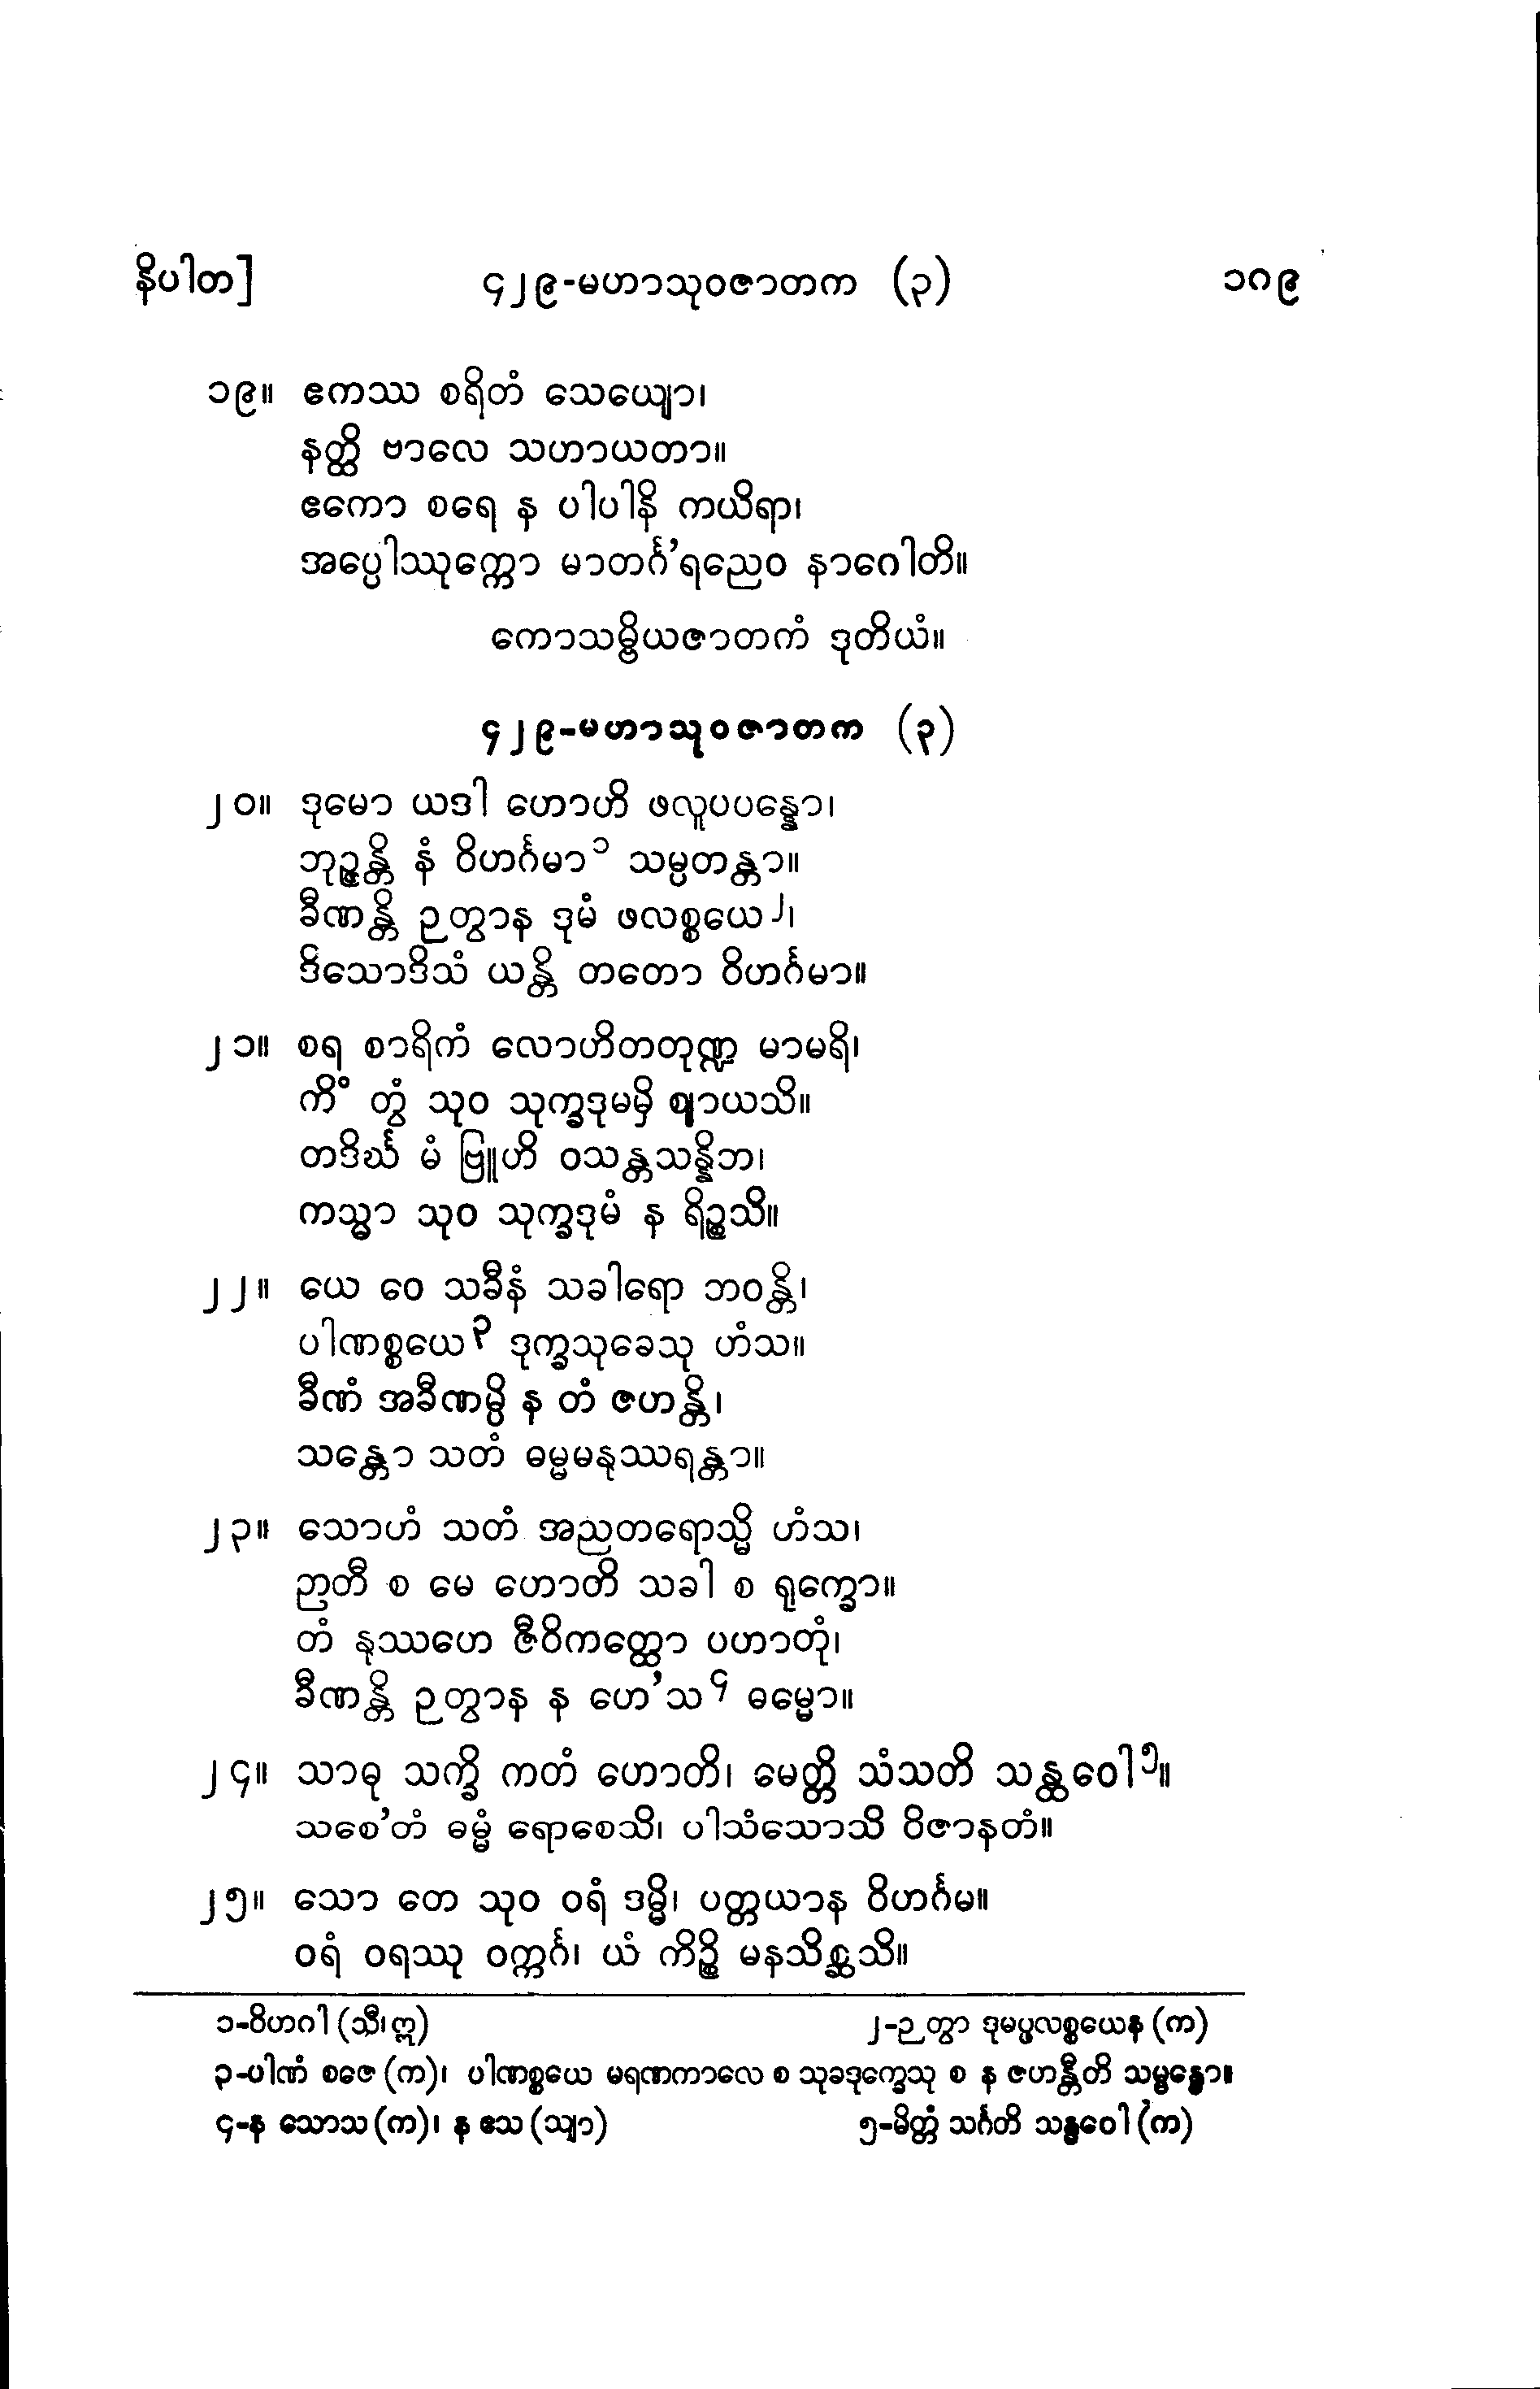 နိပါတ] ၄၂၉-မဟာသုဝဇာတက (၃) ၁၀၉
၁၉။ ဧကဿ စရိတံ သေယျော၊
နတ္ထိ ဗာလေ သဟာယတာ။
ဧကော စရေ န ပါပါနိ ကယိရာ၊
အပ္ပေါဿုက္ကော မာတင်္ဂ’ရညေဝ နာဂေါတိ။
ကောသမ္ဗိယဇာတကံ ဒုတိယံ။
၄၂၉-မဟာသုဝဇာတက (၃)
၂၀။ ဒုမော ယဒါ ဟောဟိ ဖလူပပန္နော၊
ဘုဉ္ဇန္တိ နံ ဝိဟင်္ဂမာ၁ သမ္ပတန္တာ။
ခီဏန္တိ ဉတွာန ဒုမံ ဖလစ္စယေ၂၊
ဒိသောဒိသံ ယန္တိ တတော ဝိဟင်္ဂမာ။
၂၁။ စရ စာရိကံ လောဟိတတုဏ္ဍ မာမရိ၊
ကိံ တွံ သုဝ သုက္ခဒုမမှိ ဈာယသိ။
တဒိင်္ဃ မံ ဗြူဟိ ဝသန္တသန္နိဘ၊
ကသ္မာ သုဝ သုက္ခဒုမံ န ရိဉ္စသိ။
၂၂။ ယေ ဝေ သခီနံ သခါရော ဘဝန္တိ၊
ပါဏစ္စယေ၃ ဒုက္ခသုခေသု ဟံသ။
ခီဏံ အခီဏမ္ပိ န တံ ဇဟန္တိ၊
သန္တော သတံ ဓမ္မမနုဿရန္တာ။
၂၃။ သောဟံ သတံ အညတရောသ္မိ ဟံသ၊
ဉာတီ စ မေ ဟောတိ သခါ စ ရုက္ခော။
တံ နုဿဟေ ဇီဝိကတ္ထော ပဟာတုံ၊
ခီဏန္တိ ဉတွာန န ဟေ’သ၄ ဓမ္မော။
၂၄။ သာဓု သက္ခိ ကတံ ဟောတိ၊ မေတ္တိ သံသတိ သန္ထဝေါ၅။
သစေ’တံ ဓမ္မံ ရောစေသိ၊ ပါသံသောသိ ဝိဇာနတံ။
၂၅။ သော တေ သုဝ ဝရံ ဒမ္မိ၊ ပတ္တယာန ဝိဟင်္ဂမ။
ဝရံ ဝရဿု ဝက္ကင်္ဂ၊ ယံ ကိဉ္စိ မနသိစ္ဆသိ။
၁-ဝိဟဂါ (သီ၊ဣ) ၂-ဉတွာ ဒုမပ္ဖလစ္စယေန (က)
၃-ပါဏံ စဇေ (က)၊ ပါဏစ္စယေ မရဏကာလေ စ သုခဒုက္ခေသု စ န ဇဟန္တီတိ သမ္ဗန္ဓော။
၄-န သောသ (က)၊ န ဧသ (သျာ) ၅-မိတ္တံ သင်္ဂတိ သန္ဓဝေါ (က)